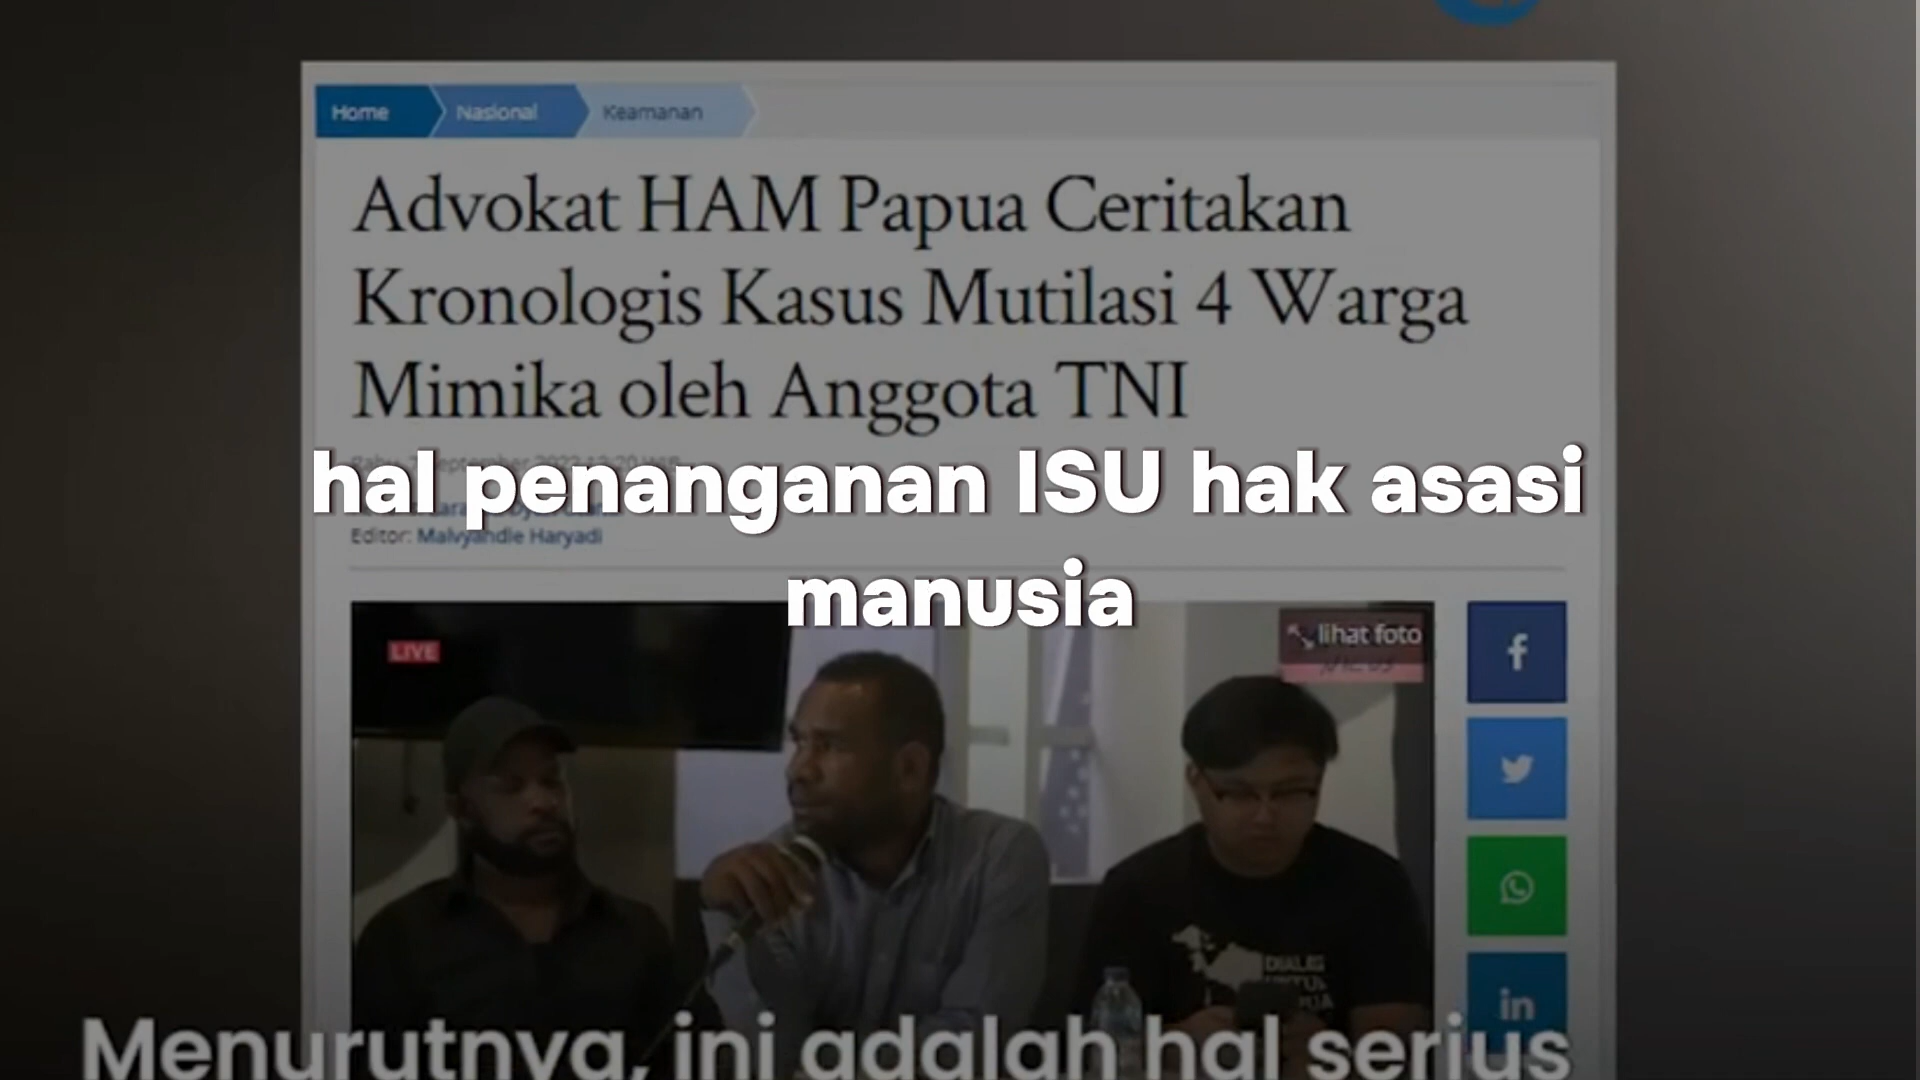 Home Nasional Keamanan
Advokat HAM Papua Ceritakan
Kronologis Kasus Mutilasi 4 Warga
Mimika oleh Anggota TNI
hal penanganan ISU hak asasi
manusia
Editor: Malvyandie Haryadi
LIVE
lihat foto
DIALIG
Menurutnya, ini adalah hal serius